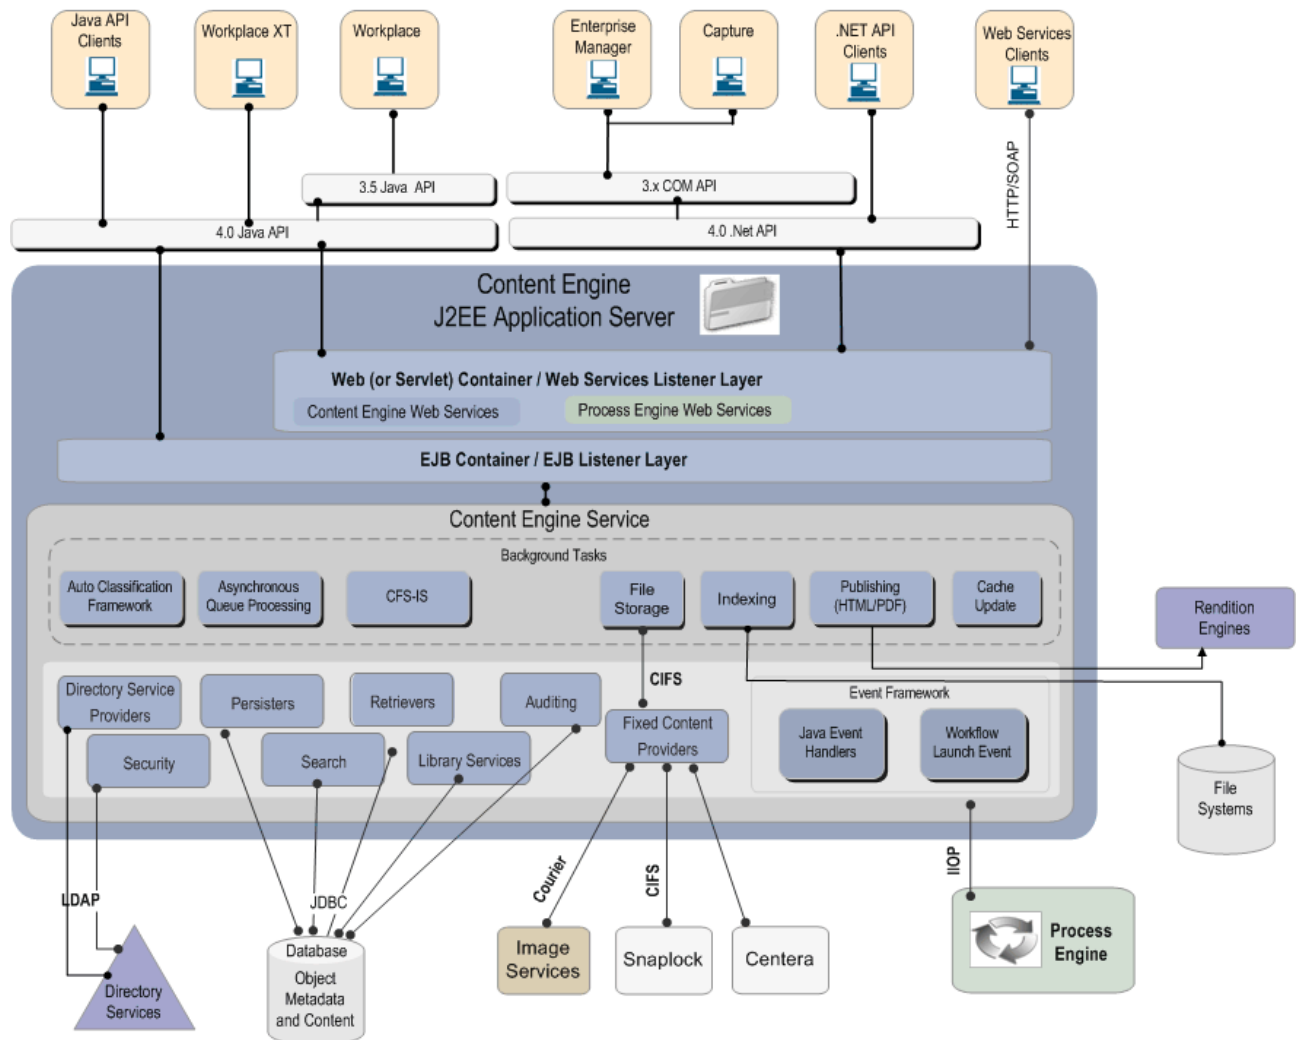 Java API
Clients
Workplace XT
Workplace
Enterprise
Manager
Capture
.NET API
Clients
Web Services
Clients
HTTP/SOAP
3.5 Java  API
3.x COM API
4.0 Java API
4.0 .Net API
Content Engine
J2EE Application Server
Web (or Servlet) Container / Web Services Listener Layer
Content Engine Web Services
Process Engine Web Services
EJB Container / EJB Listener Layer
Content Engine Service
Background Tasks
Auto Classification
Framework
Asynchronous
Queue Processing
CFS-IS
File
Storage
Indexing
Publishing
(HTML/PDF)
Cache
Update
Rendition
Engines
CIFS
Directory Service
Providers
Persisters
Retrievers
Auditing
Fixed Content
Providers
Event Framework
Java Event
Handlers
Workflow
Launch Event
Security
Search
Library Services
File
Systems
LDAP
JDBC
Courier
CIFS
IIOP
Directory
Services
Database
Object
Metadata
and Content
Image
Services
Snaplock
Centera
Process
Engine